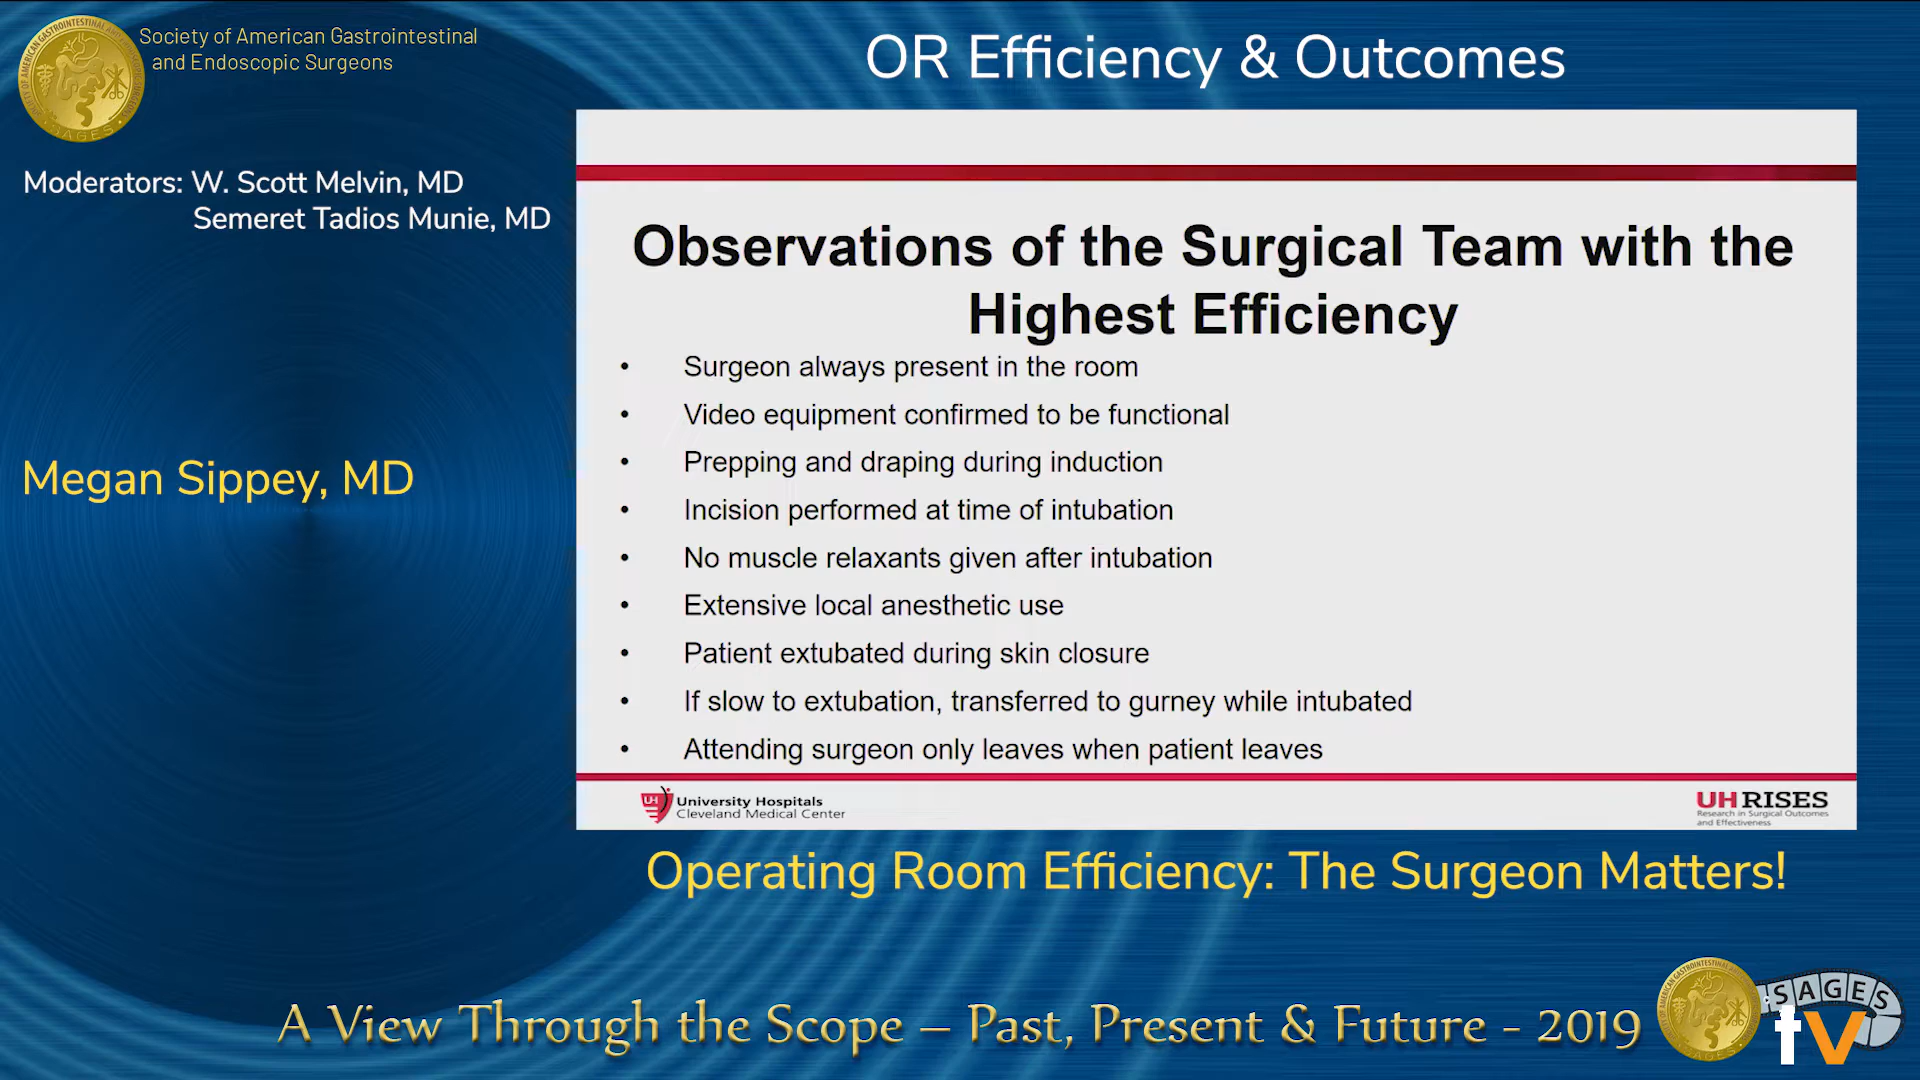 Society of American Gastrointestinal
and Endoscopic Surgeons
OR Efficiency & Outcomes
Moderators: W. Scott Melvin, MD
Semeret Tadios Munie, MD
Megan Sippey, MD
Observations of the Surgical Team with the
Highest Efficiency
• Surgeon always present in the room
• Video equipment confirmed to be functional
• Prepping and draping during induction
• Incision performed at time of intubation
• No muscle relaxants given after intubation
• Extensive local anesthetic use
• Patient extubated during skin closure
• If slow to extubation, transferred to gurney while intubated
• Attending surgeon only leaves when patient leaves
UH University Hospitals
Cleveland Medical Center
UH RISES
Research in Surgical Outcomes
and Effectiveness
Operating Room Efficiency: The Surgeon Matters!
A View Through the Scope – Past, Present & Future - 2019
SAGES
tv